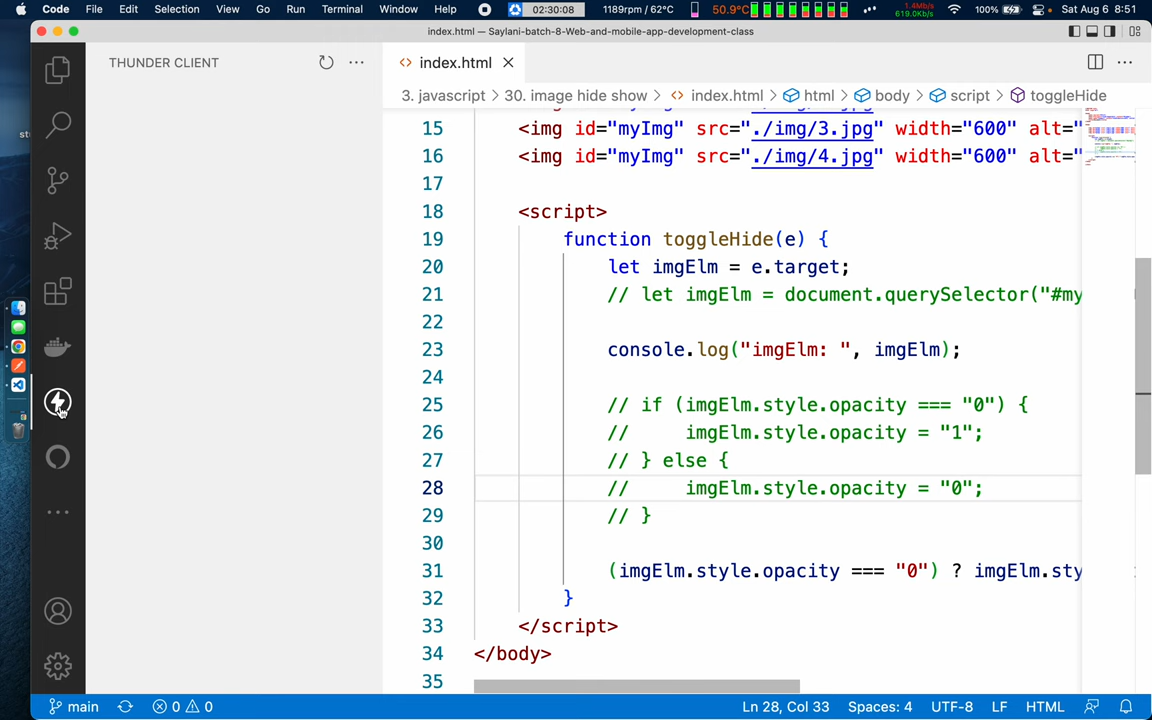 Code File Edit Selection View Go Run Terminal Window Help 02:30:08 1189rpm / 62°C 50.9°C 1.4Mb/s 619.0Kb/s 100% Sat Aug 6 8:51
index.html — Saylani-batch-8-Web-and-mobile-app-development-class
THUNDER CLIENT
index.html
3. javascript > 30. image hide show > index.html > html > body > script > toggleHide
15 <img id="myImg" src="./img/3.jpg" width="600" alt="
16 <img id="myImg" src="./img/4.jpg" width="600" alt="
17
18 <script>
19 function toggleHide(e) {
20 let imgElm = e.target;
21 // let imgElm = document.querySelector("#my
22
23 console.log("imgElm: ", imgElm);
24
25 // if (imgElm.style.opacity === "0") {
26 // imgElm.style.opacity = "1";
27 // } else {
28 // imgElm.style.opacity = "0";
29 // }
30
31 (imgElm.style.opacity === "0") ? imgElm.sty
32 }
33 </script>
34 </body>
35
main 0 0 Ln 28, Col 33 Spaces: 4 UTF-8 LF HTML